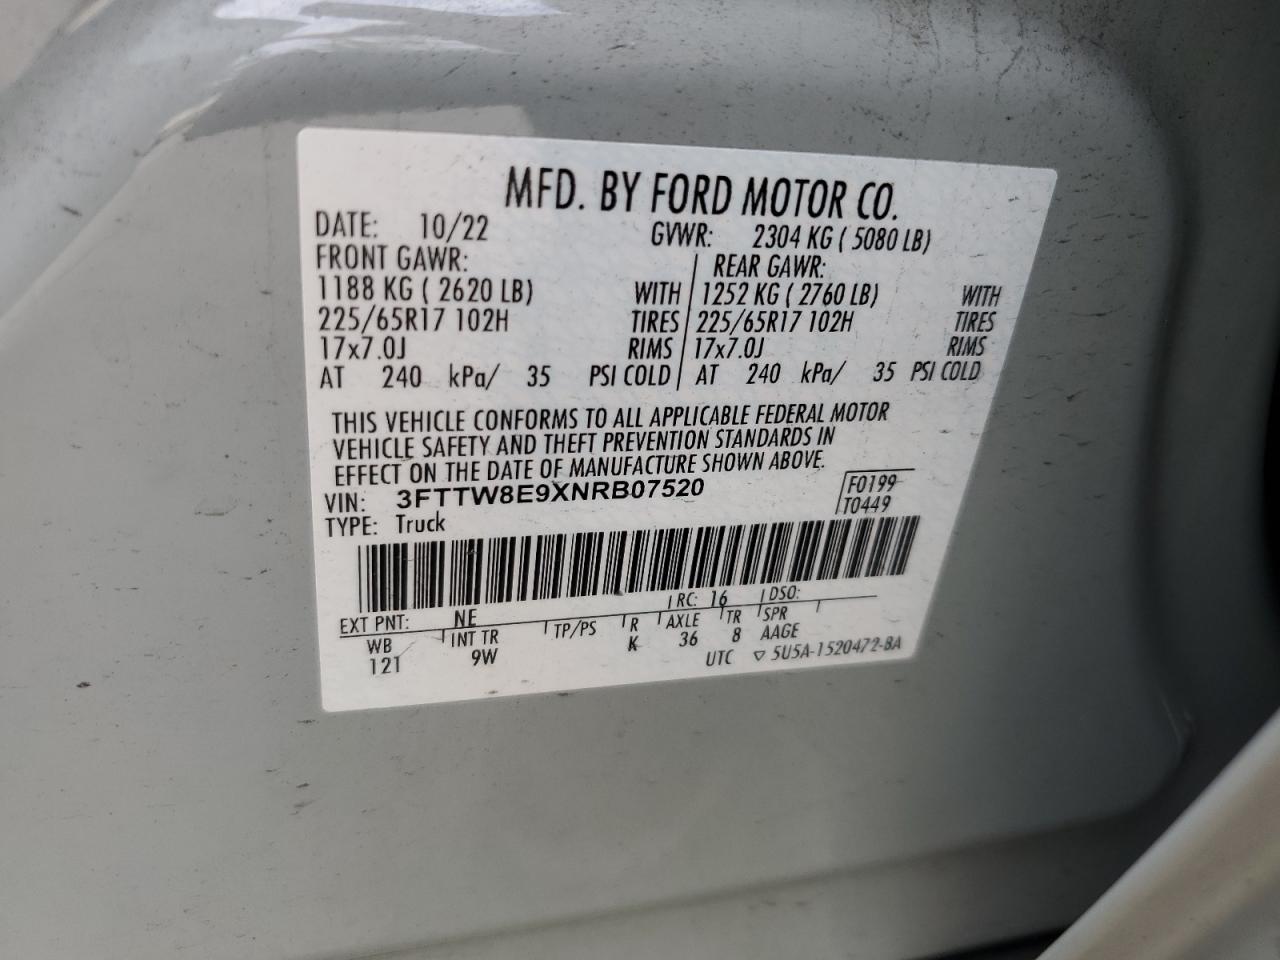 MFD. BY FORD MOTOR CO.
DATE: 10/22 GVWR: 2304 KG ( 5080 LB)
FRONT GAWR: REAR GAWR:
1188 KG ( 2620 LB) WITH 1252 KG ( 2760 LB) WITH
225/65R17 102H TIRES 225/65R17 102H TIRES
17x7.0J RIMS 17x7.0J RIMS
AT 240 kPa/ 35 PSI COLD AT 240 kPa/ 35 PSI COLD
THIS VEHICLE CONFORMS TO ALL APPLICABLE FEDERAL MOTOR
VEHICLE SAFETY AND THEFT PREVENTION STANDARDS IN
EFFECT ON THE DATE OF MANUFACTURE SHOWN ABOVE.
VIN: 3FTTW8E9XNRB07520 F0199
TYPE: Truck T0449
EXT PNT: NE RC: 16 DSO:
WB INT TR TP/PS R AXLE TR SPR
121 9W K 36 8 AAGE
UTC ▽ 5U5A-1520472-BA